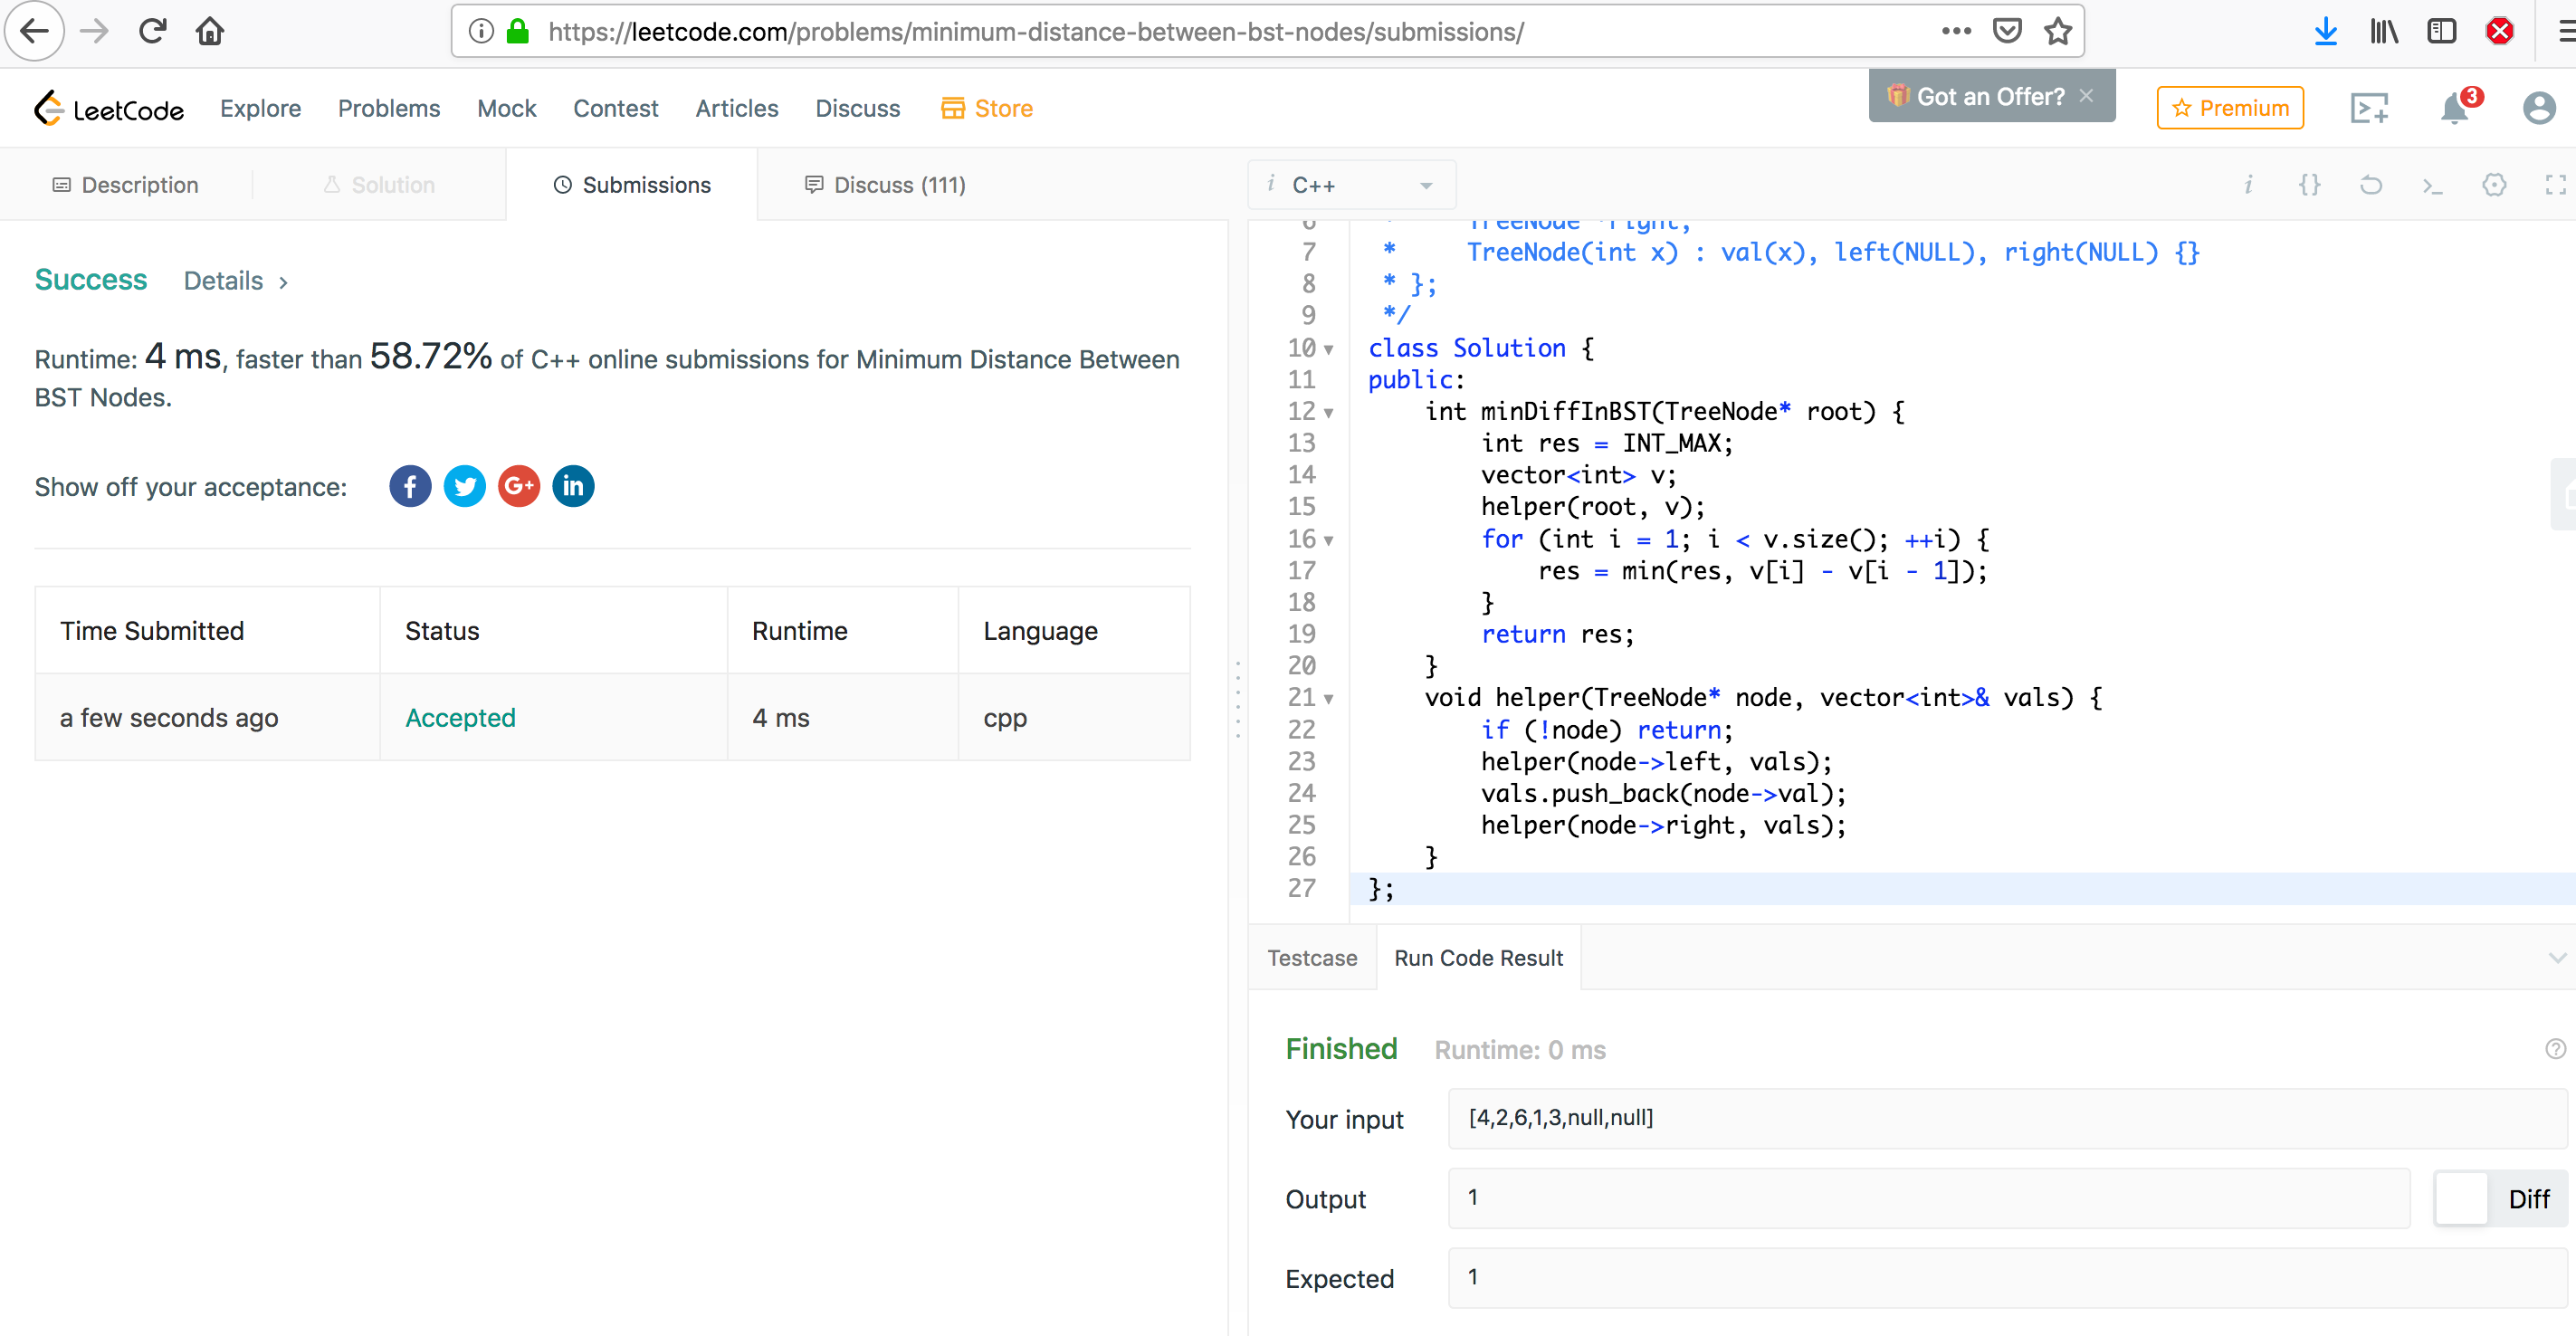 https://leetcode.com/problems/minimum-distance-between-bst-nodes/submissions/
LeetCode Explore Problems Mock Contest Articles Discuss Store
Got an Offer? ×
Premium
3
Description Solution Submissions Discuss (111)
Success Details >
Runtime: 4 ms, faster than 58.72% of C++ online submissions for Minimum Distance Between
BST Nodes.
Show off your acceptance:
f G+ in
Time Submitted Status Runtime Language
a few seconds ago Accepted 4 ms cpp
i C++
i {} >_
6 TreeNode *right;
7 * TreeNode(int x) : val(x), left(NULL), right(NULL) {}
8 * };
9 */
10 class Solution {
11 public:
12 int minDiffInBST(TreeNode* root) {
13 int res = INT_MAX;
14 vector<int> v;
15 helper(root, v);
16 for (int i = 1; i < v.size(); ++i) {
17 res = min(res, v[i] - v[i - 1]);
18 }
19 return res;
20 }
21 void helper(TreeNode* node, vector<int>& vals) {
22 if (!node) return;
23 helper(node->left, vals);
24 vals.push_back(node->val);
25 helper(node->right, vals);
26 }
27 };
Testcase Run Code Result
Finished Runtime: 0 ms
Your input [4,2,6,1,3,null,null]
Output 1 Diff
Expected 1